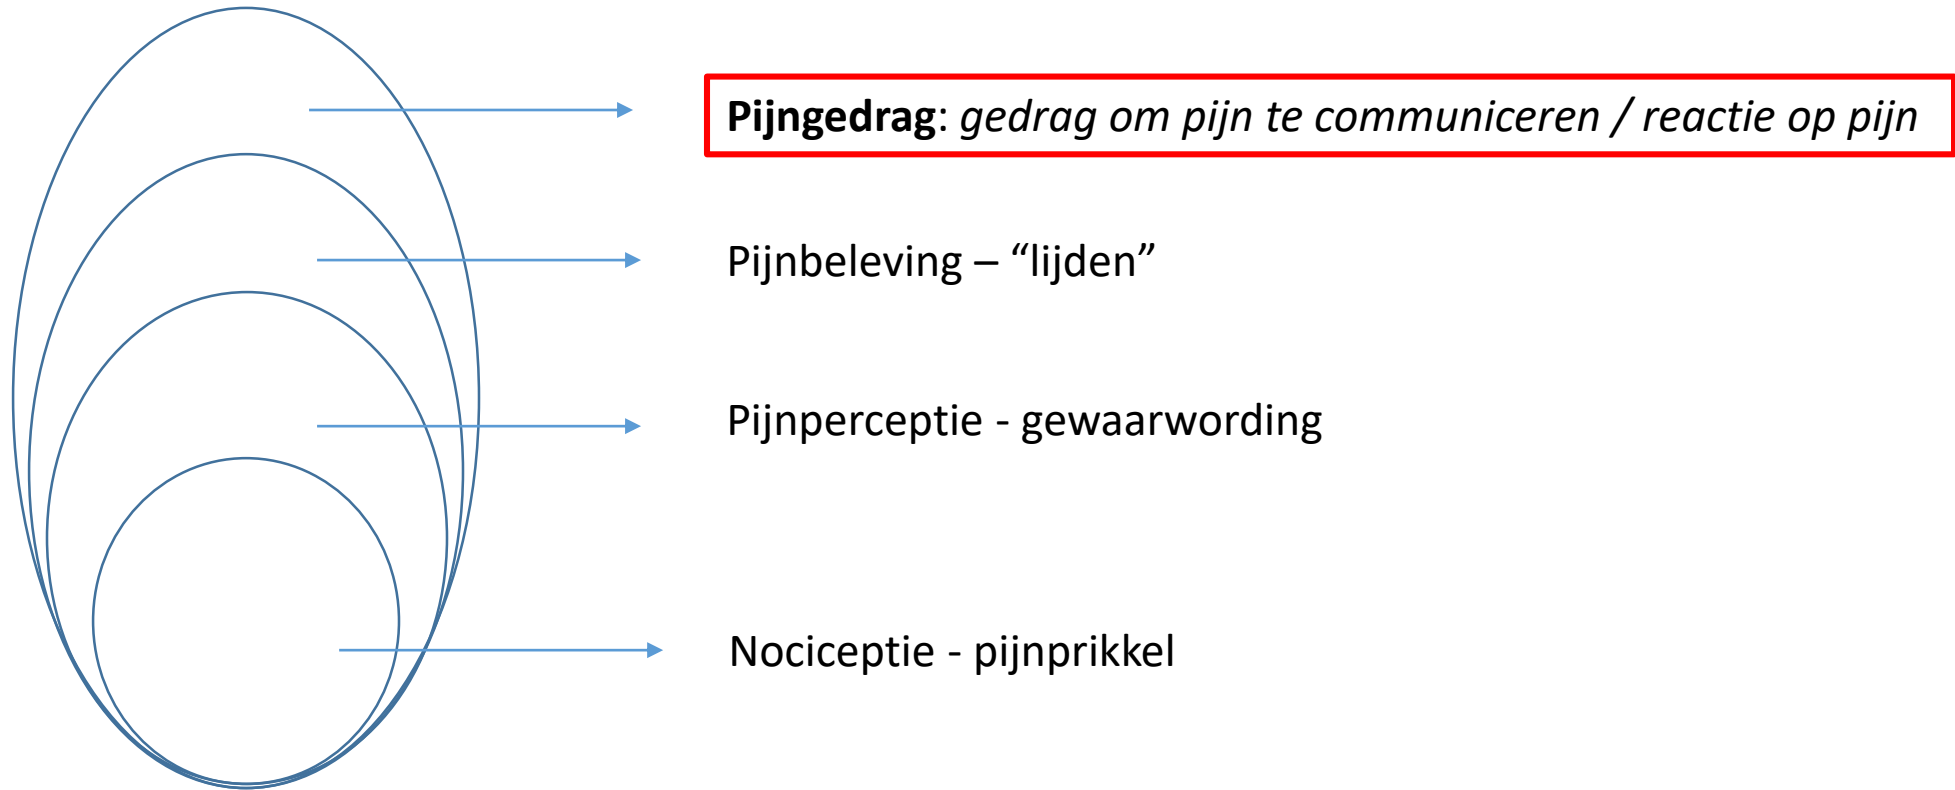 Pijngedrag: gedrag om pijn te communiceren / reactie op pijn
Pijnbeleving – “lijden”
Pijnperceptie - gewaarwording
Nociceptie - pijnprikkel